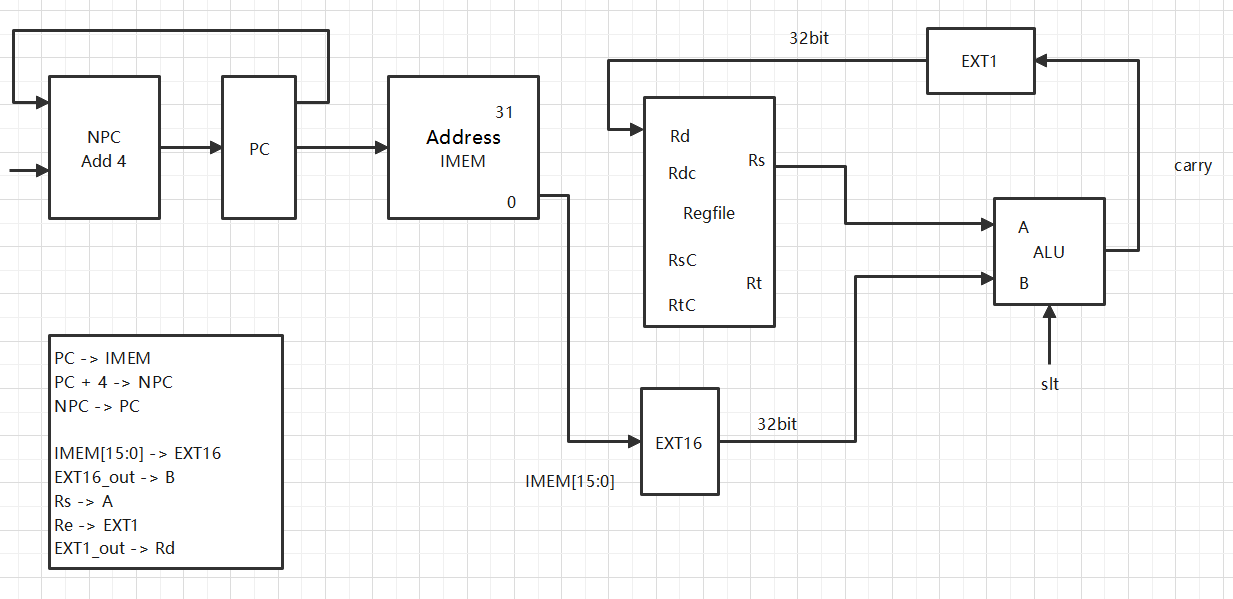 NPC
Add 4
PC
31
Address
IMEM
0
32bit
EXT1
Rd
Rdc
Rs
Regfile
RsC
Rt
RtC
carry
A
ALU
B
slt
EXT16
32bit
IMEM[15:0]
PC -> IMEM
PC + 4 -> NPC
NPC -> PC
IMEM[15:0] -> EXT16
EXT16_out -> B
Rs -> A
Re -> EXT1
EXT1_out -> Rd